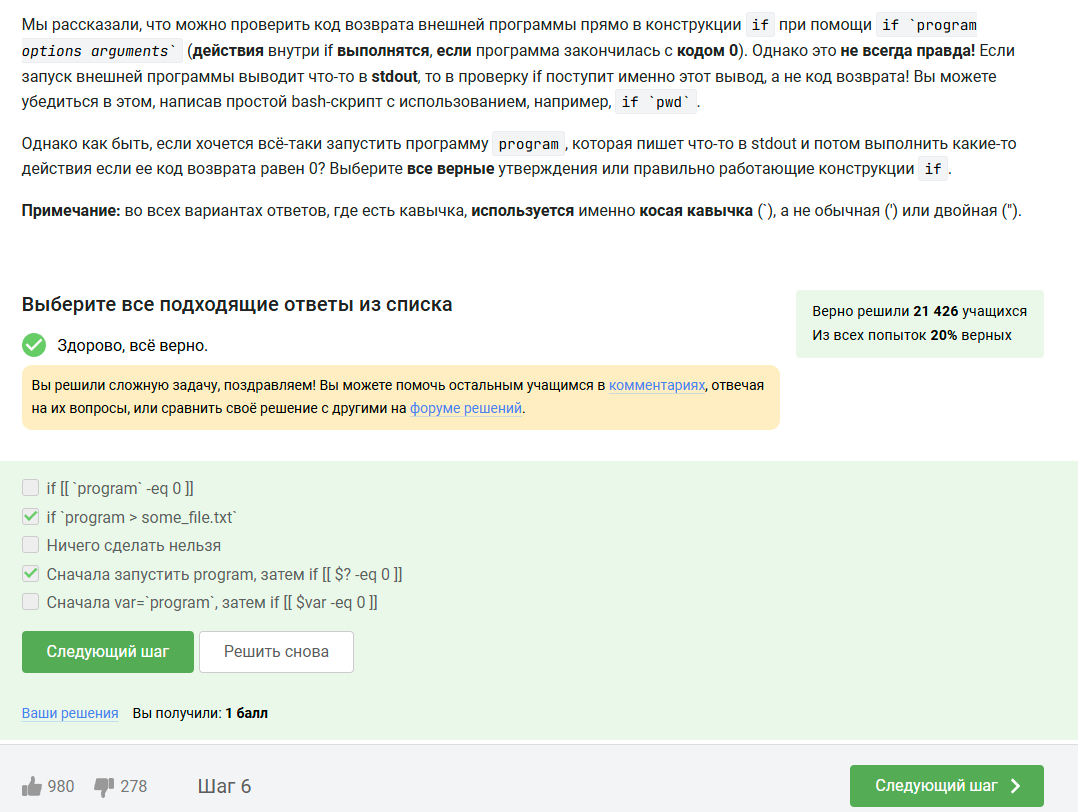 Мы рассказали, что можно проверить код возврата внешней программы прямо в конструкции if при помощи if `program
options arguments` (действия внутри if выполнятся, если программа закончилась с кодом 0). Однако это не всегда правда! Если
запуск внешней программы выводит что-то в stdout, то в проверку if поступит именно этот вывод, а не код возврата! Вы можете
убедиться в этом, написав простой bash-скрипт с использованием, например, if `pwd`.
Однако как быть, если хочется всё-таки запустить программу program, которая пишет что-то в stdout и потом выполнить какие-то
действия если ее код возврата равен 0? Выберите все верные утверждения или правильно работающие конструкции if.
Примечание: во всех вариантах ответов, где есть кавычка, используется именно косая кавычка (`), а не обычная (') или двойная (").
Выберите все подходящие ответы из списка
Верно решили 21 426 учащихся
Из всех попыток 20% верных
Здорово, всё верно.
Вы решили сложную задачу, поздравляем! Вы можете помочь остальным учащимся в комментариях, отвечая
на их вопросы, или сравнить своё решение с другими на форуме решений.
if [[ `program` -eq 0 ]]
if `program > some_file.txt`
Ничего сделать нельзя
Сначала запустить program, затем if [[ $? -eq 0 ]]
Сначала var=`program`, затем if [[ $var -eq 0 ]]
Следующий шаг
Решить снова
Ваши решения Вы получили: 1 балл
980 278 Шаг 6
Следующий шаг